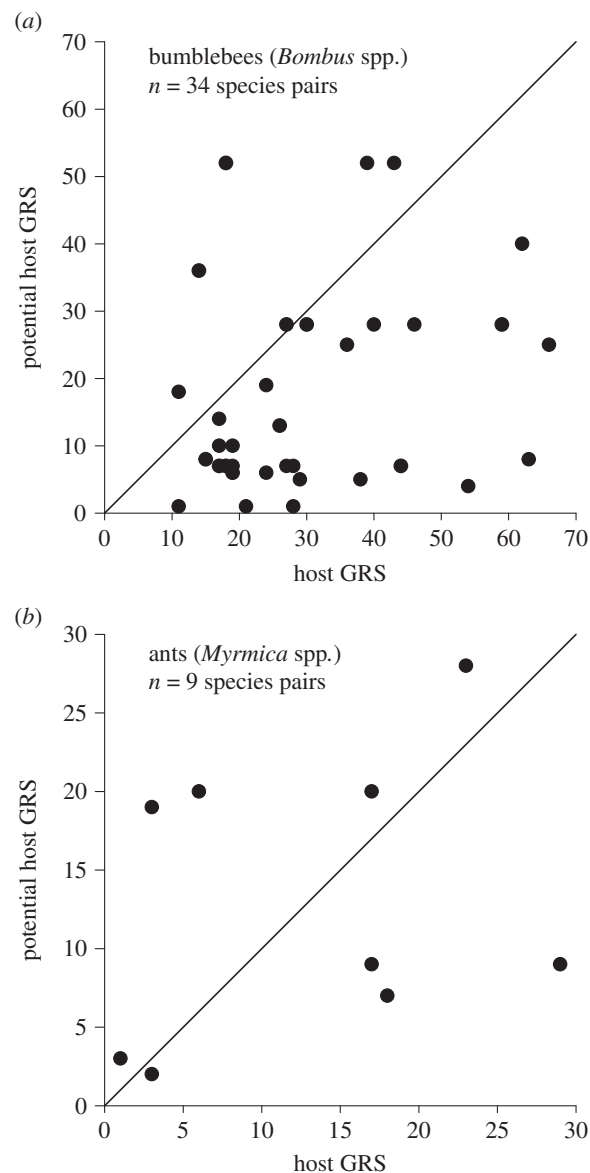 (a)
70
bumblebees (Bombus spp.)
n = 34 species pairs
60
50
40
30
20
10
0
potential host GRS
0 10 20 30 40 50 60 70
host GRS
(b)
30
ants (Myrmica spp.)
n = 9 species pairs
25
20
15
10
5
0
potential host GRS
0 5 10 15 20 25 30
host GRS